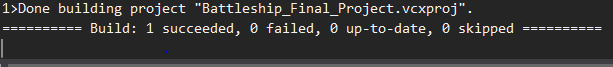 1>Done building project "Battleship_Final_Project.vcxproj".
========== Build: 1 succeeded, 0 failed, 0 up-to-date, 0 skipped ==========